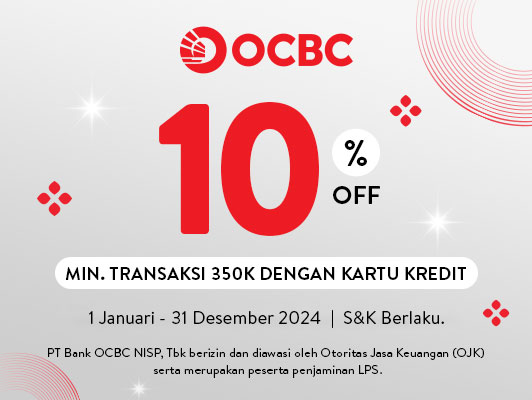 OCBC
10%
OFF
MIN. TRANSAKSI 350K DENGAN KARTU KREDIT
1 Januari - 31 Desember 2024 | S&K Berlaku.
PT Bank OCBC NISP, Tbk berizin dan diawasi oleh Otoritas Jasa Keuangan (OJK)
serta merupakan peserta penjaminan LPS.